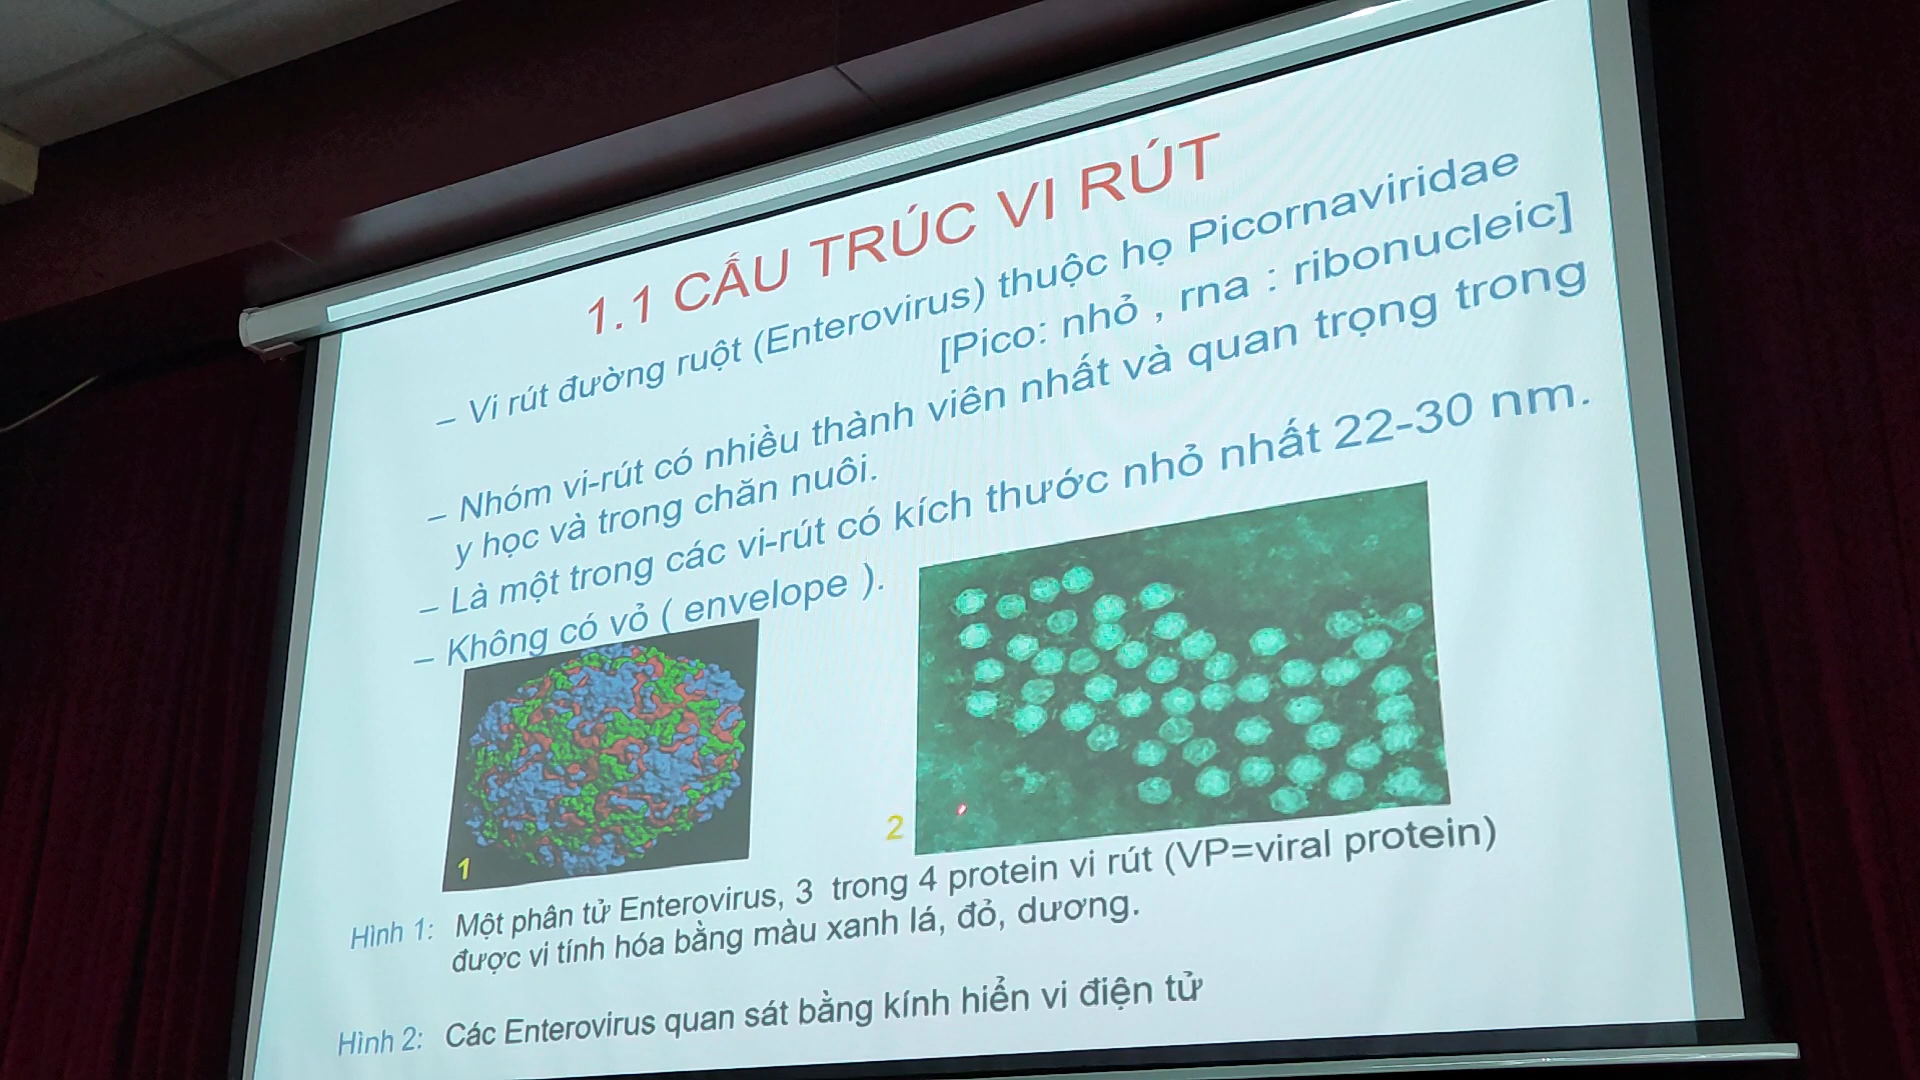 1.1 CẤU TRÚC VI RÚT
– Vi rút đường ruột (Enterovirus) thuộc họ Picornaviridae
[Pico: nhỏ , rna : ribonucleic]
– Nhóm vi-rút có nhiều thành viên nhất và quan trọng trong
y học và trong chăn nuôi.
– Là một trong các vi-rút có kích thước nhỏ nhất 22-30 nm.
– Không có vỏ ( envelope ).
1
2
Hình 1: Một phân tử Enterovirus, 3 trong 4 protein vi rút (VP=viral protein)
được vi tính hóa bằng màu xanh lá, đỏ, dương.
Hình 2: Các Enterovirus quan sát bằng kính hiển vi điện tử